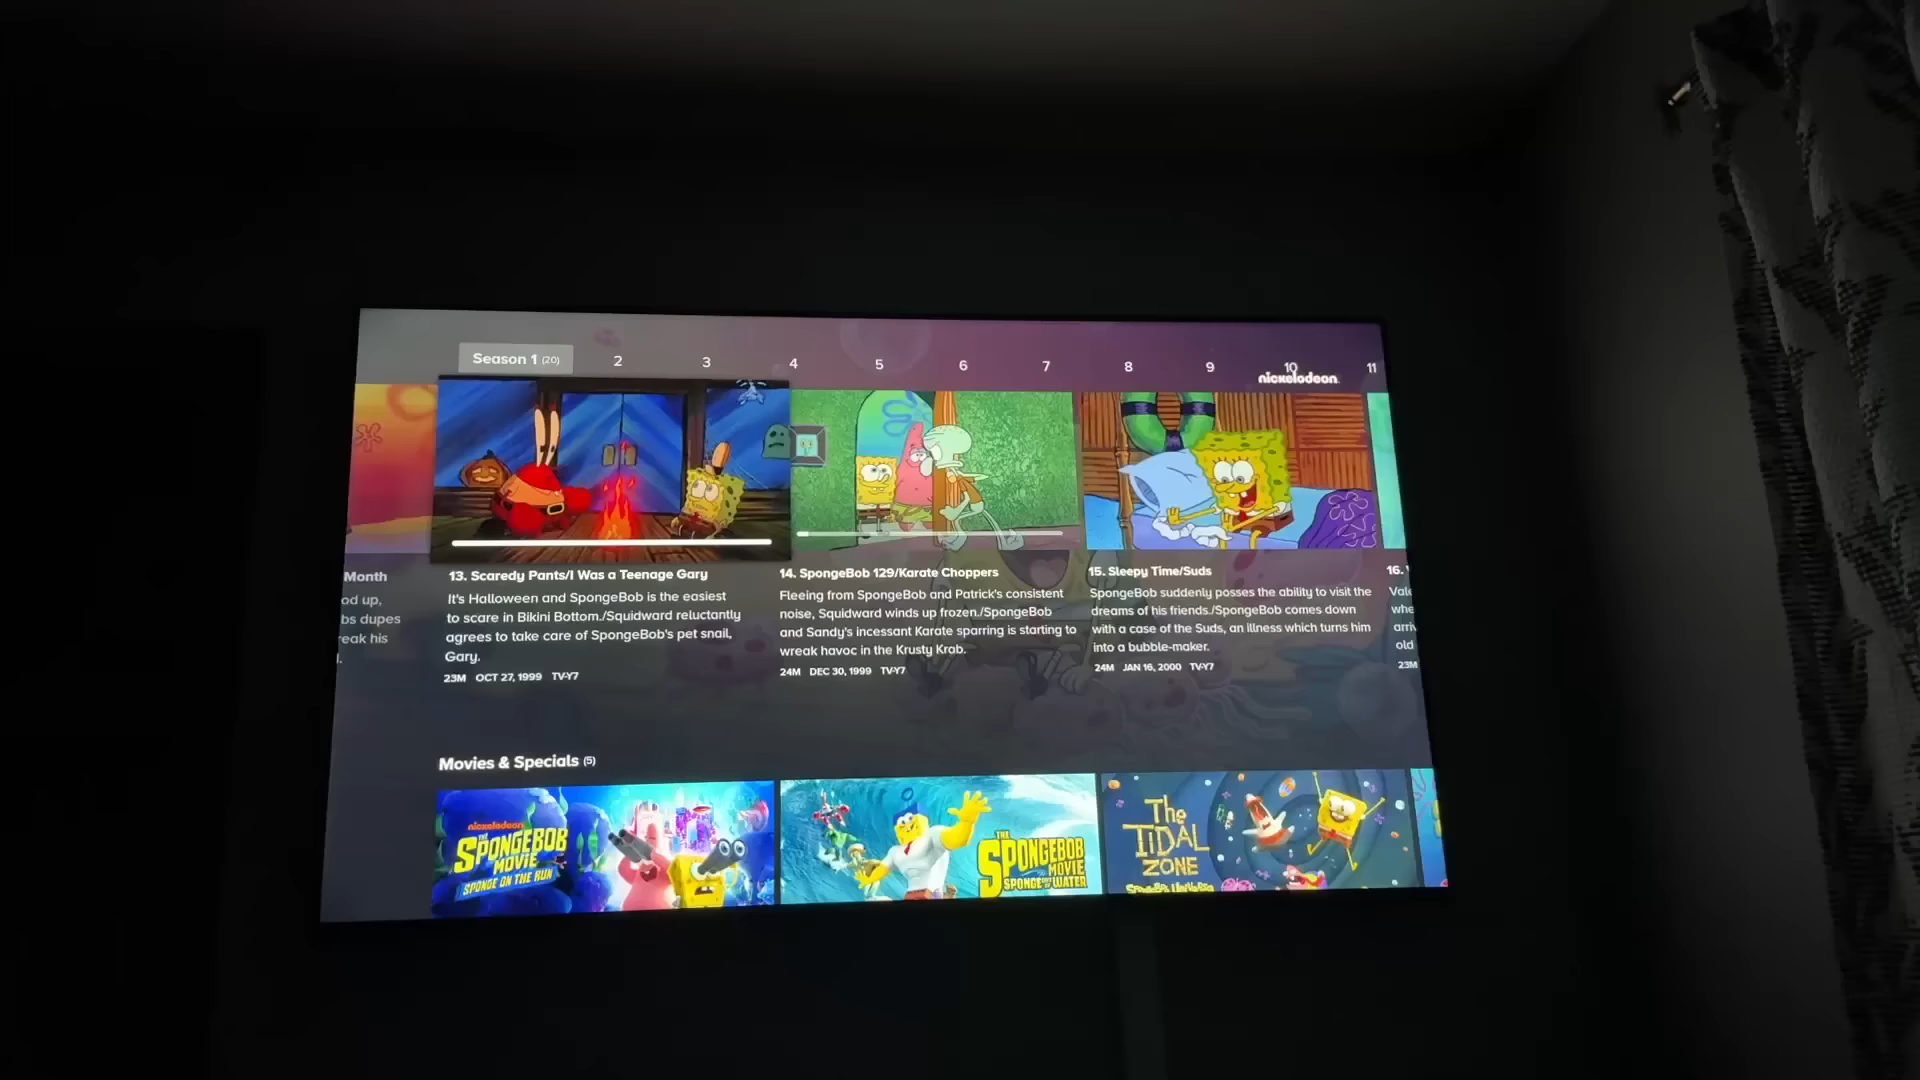 Season 1 (20) 2 3 4 5 6 7 8 9 10 11
nickelodeon
Month
od up,
bs dupes
eak his
13. Scaredy Pants/I Was a Teenage Gary
It's Halloween and SpongeBob is the easiest
to scare in Bikini Bottom./Squidward reluctantly
agrees to take care of SpongeBob's pet snail,
Gary.
23M OCT 27, 1999 TV-Y7
14. SpongeBob 129/Karate Choppers
Fleeing from SpongeBob and Patrick's consistent
noise, Squidward winds up frozen./SpongeBob
and Sandy's incessant Karate sparring is starting to
wreak havoc in the Krusty Krab.
24M DEC 30, 1999 TV-Y7
15. Sleepy Time/Suds
SpongeBob suddenly posses the ability to visit the
dreams of his friends./SpongeBob comes down
with a case of the Suds, an illness which turns him
into a bubble-maker.
24M JAN 16, 2000 TV-Y7
16.
Vale
whe
arri
old
23M
Movies & Specials (5)
nickelodeon
THE
SPONGEBOB
MOVIE
SPONGE ON THE RUN
THE
SPONGEBOB
MOVIE
SPONGE OUT OF WATER
The
TIDAL
ZONE